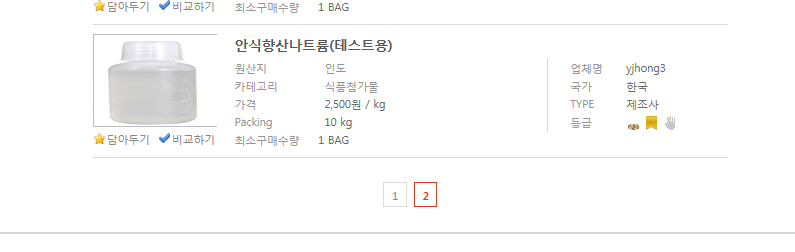 담아두기 비교하기 최소구매수량 1 BAG
안식향산나트륨(테스트용)
원산지 인도 업체명 yjhong3
카테고리 식품첨가물 국가 한국
가격 2,500원 / kg TYPE 제조사
Packing 10 kg 등급
담아두기 비교하기 최소구매수량 1 BAG
1 2